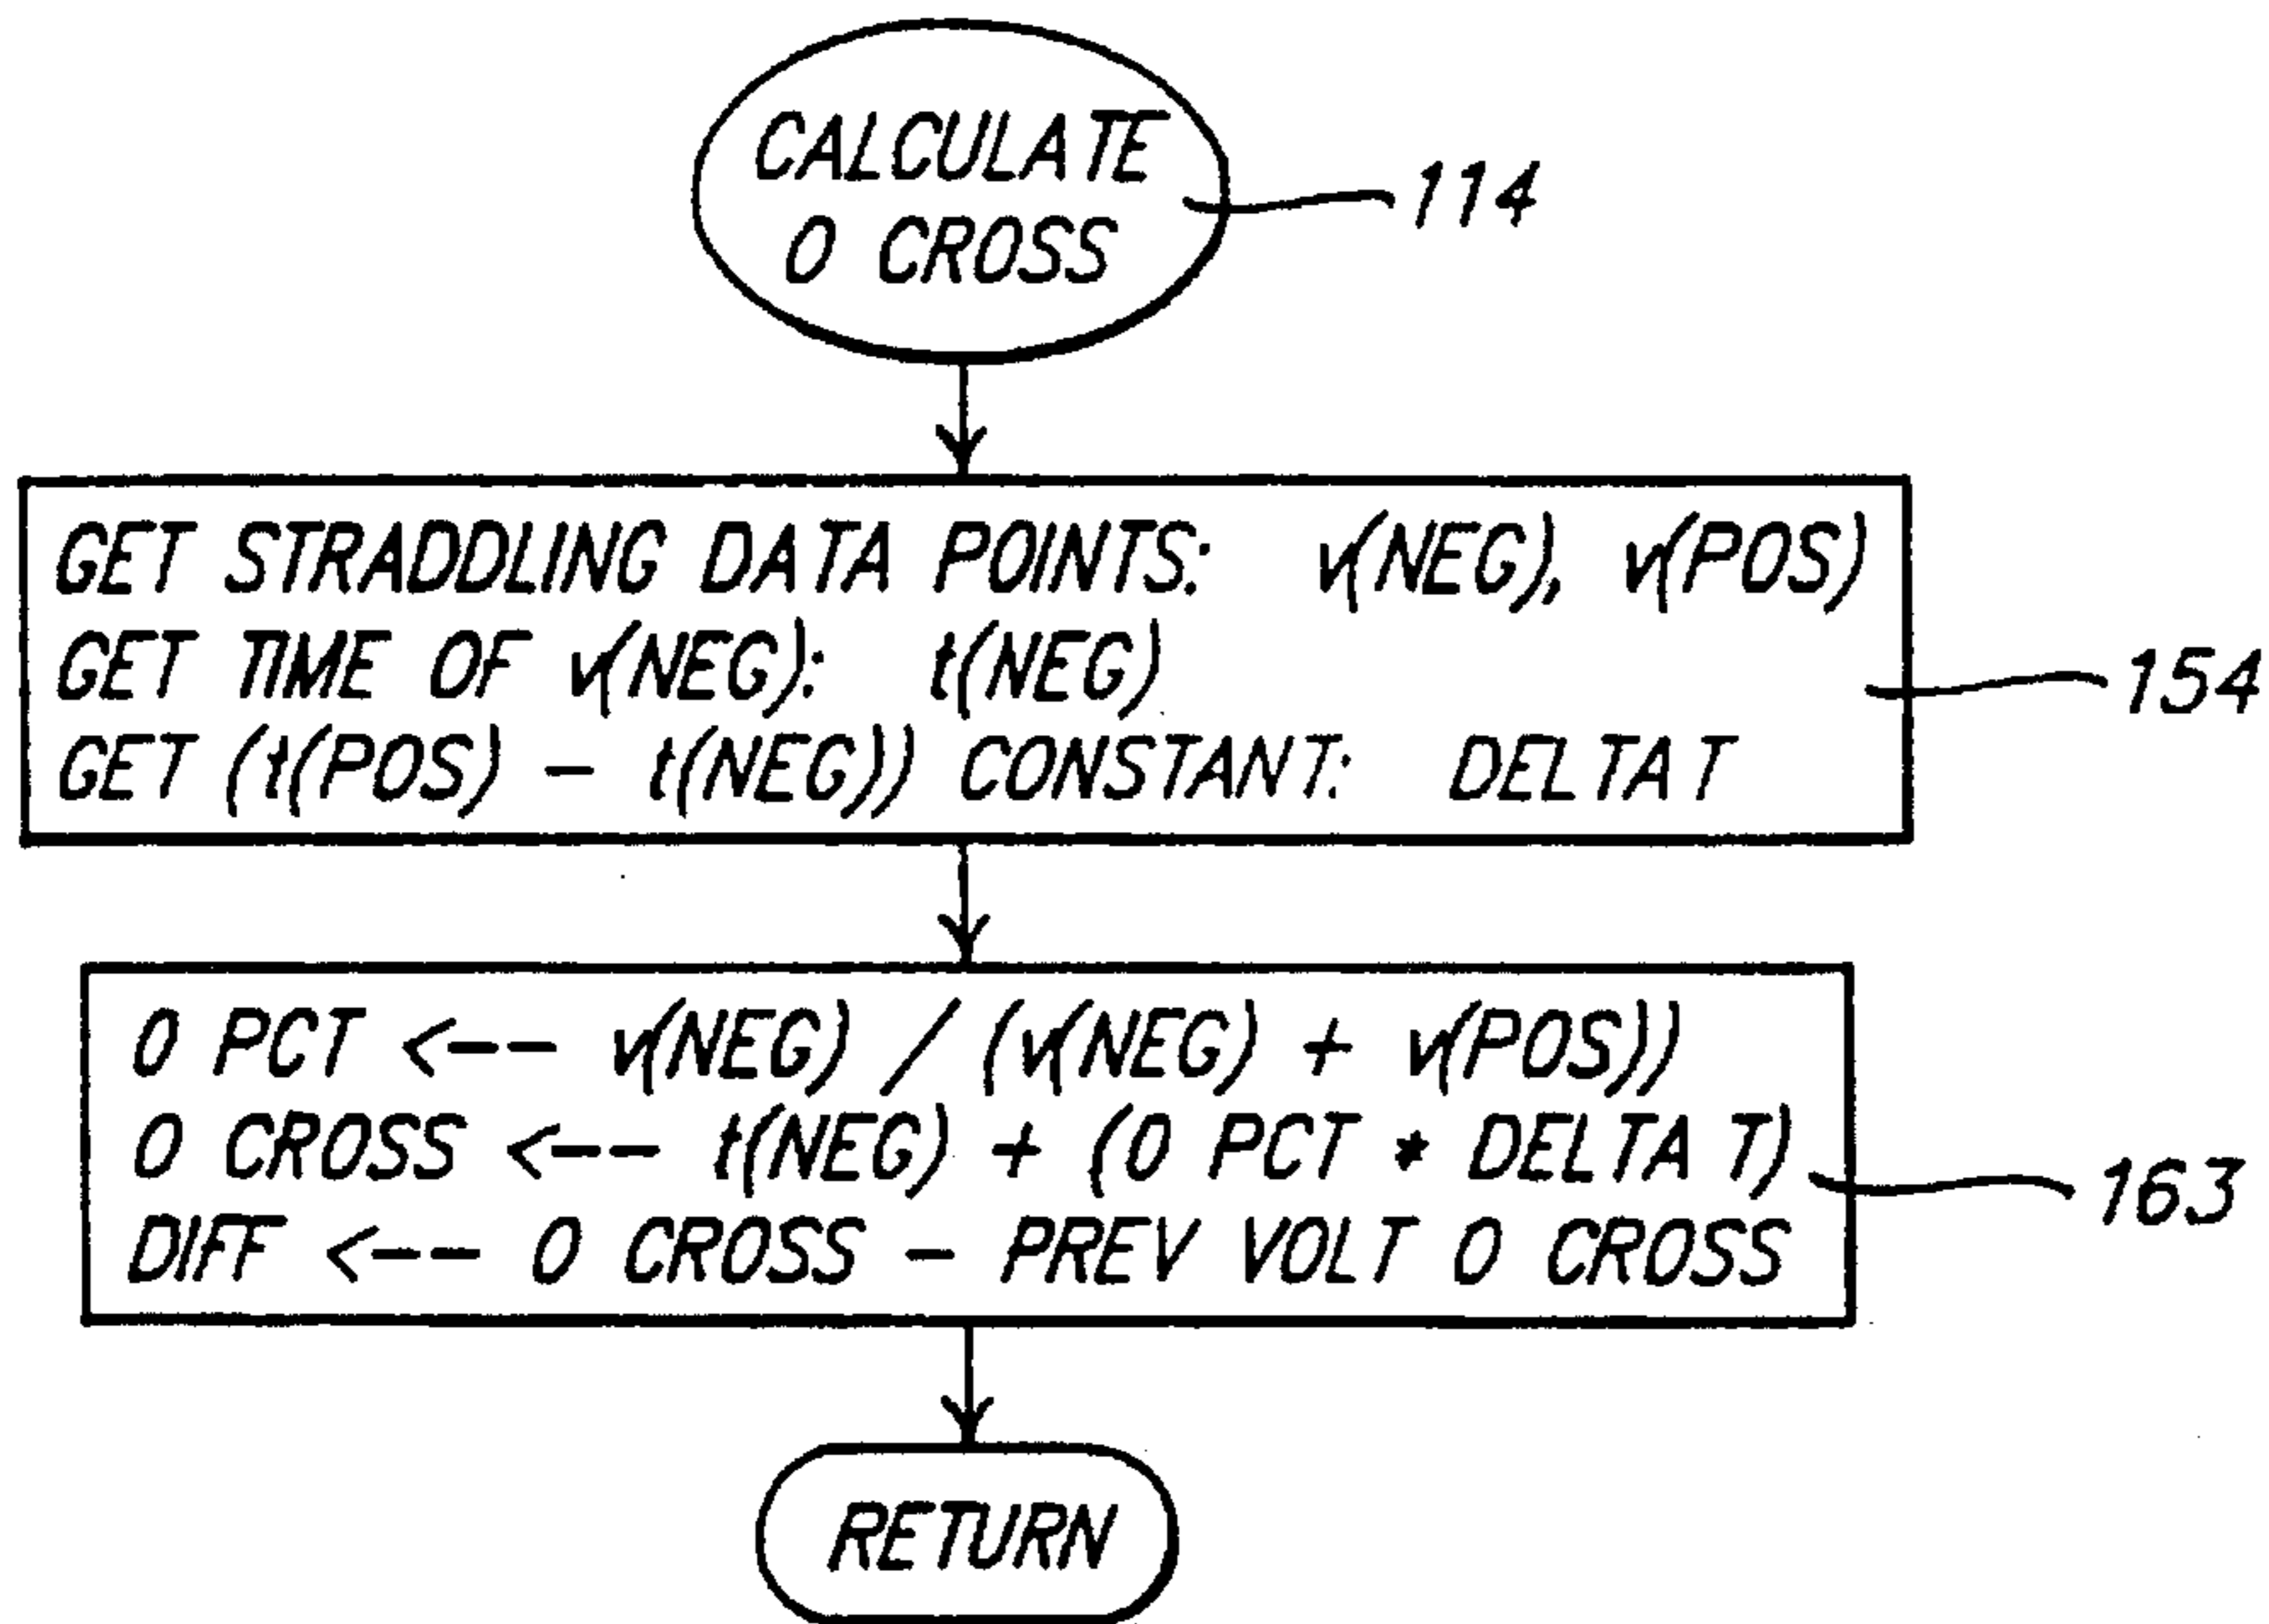 CALCULATE
0 CROSS
114
GET STRADDLING DATA POINTS: v(NEG), v(POS)
GET TIME OF v(NEG): t(NEG)
GET (t(POS) - t(NEG)) CONSTANT: DELTA T
154
0 PCT <-- v(NEG) / (v(NEG) + v(POS))
0 CROSS <-- t(NEG) + (0 PCT * DELTA T)
DIFF <-- 0 CROSS - PREV VOLT 0 CROSS
163
RETURN